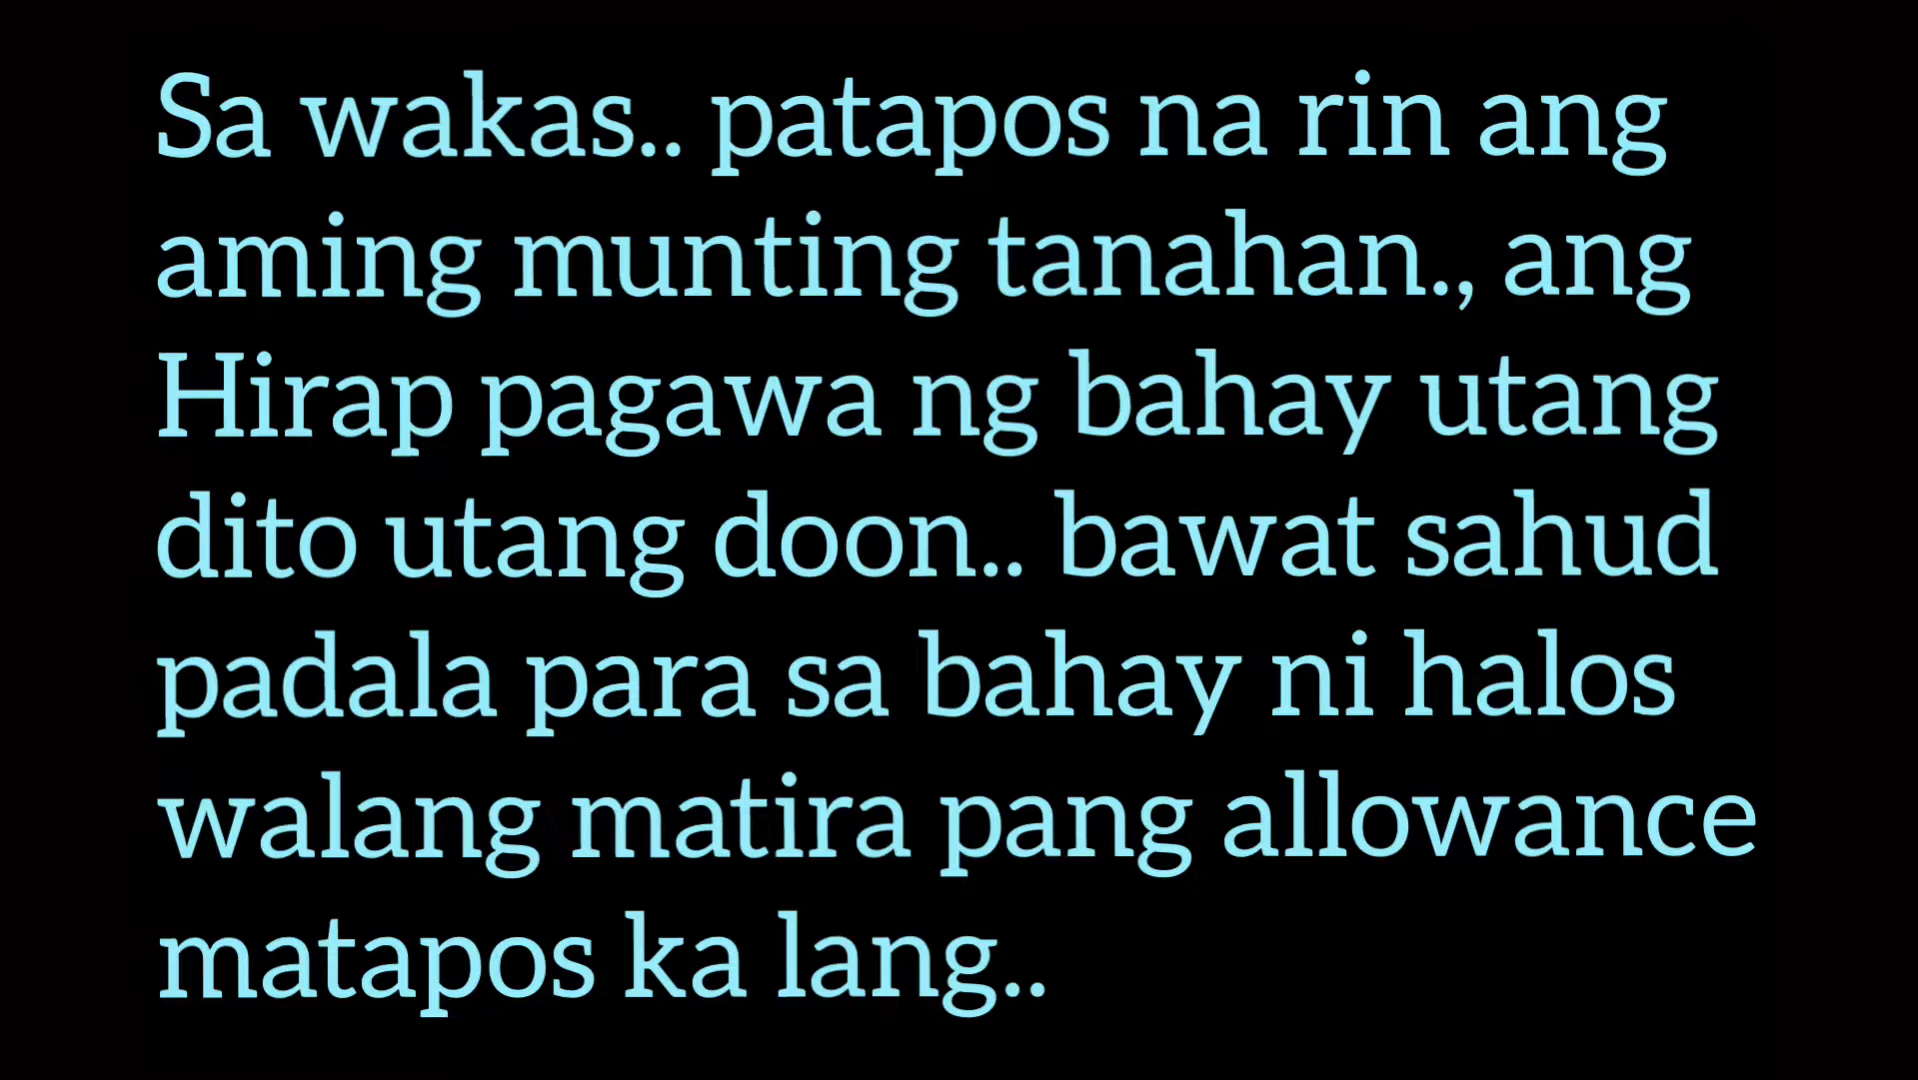 Sa wakas.. patapos na rin ang
aming munting tanahan., ang
Hirap pagawa ng bahay utang
dito utang doon.. bawat sahud
padala para sa bahay ni halos
walang matira pang allowance
matapos ka lang..